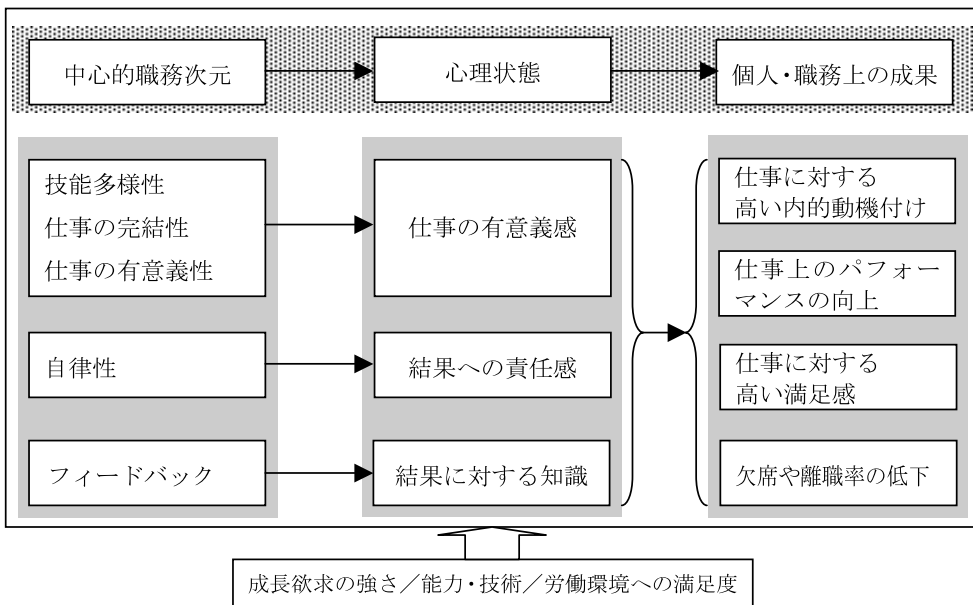 中心的職務次元
心理状態
個人・職務上の成果
技能多様性
仕事の完結性
仕事の有意義性
仕事の有意義感
自律性
結果への責任感
フィードバック
結果に対する知識
仕事に対する
高い内的動機付け
仕事上のパフォー
マンスの向上
仕事に対する
高い満足感
欠席や離職率の低下
成長欲求の強さ／能力・技術／労働環境への満足度